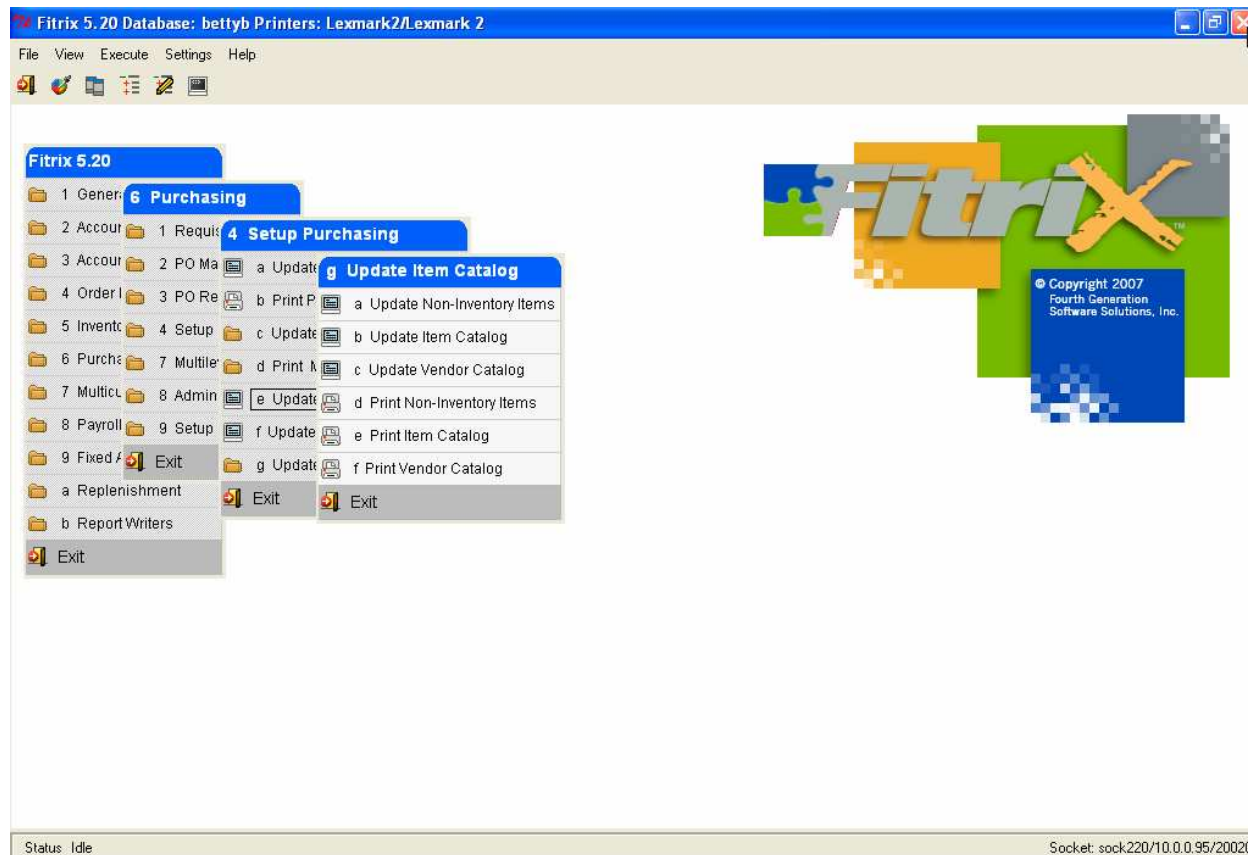 Fitrix 5.20 Database: bettyb Printers: Lexmark2/Lexmark 2
File View Execute Settings Help
Fitrix 5.20
1 Gener
2 Accour
3 Accour
4 Order I
5 Invento
6 Purcha
7 Multicu
8 Payroll
9 Fixed A
a Replenishment
b Report Writers
Exit
6 Purchasing
1 Requis
2 PO Ma
3 PO Re
4 Setup
7 Multile
8 Admin
9 Setup
Exit
4 Setup Purchasing
a Update
b Print P
c Update
d Print M
e Update
f Update
g Update
Exit
g Update Item Catalog
a Update Non-Inventory Items
b Update Item Catalog
c Update Vendor Catalog
d Print Non-Inventory Items
e Print Item Catalog
f Print Vendor Catalog
Exit
Fitrix
TM
© Copyright 2007
Fourth Generation
Software Solutions, Inc.
Status Idle
Socket: sock220/10.0.0.95/2002